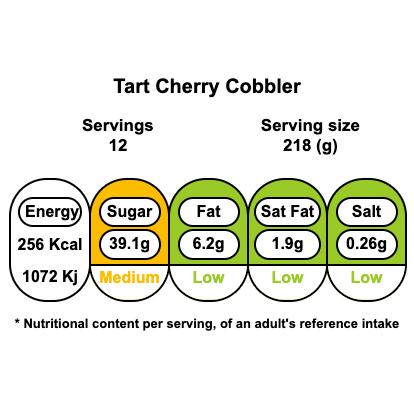 Tart Cherry Cobbler
Servings
12
Serving size
218 (g)
Energy Sugar Fat Sat Fat Salt
256 Kcal 39.1g 6.2g 1.9g 0.26g
1072 Kj Medium Low Low Low
* Nutritional content per serving, of an adult's reference intake